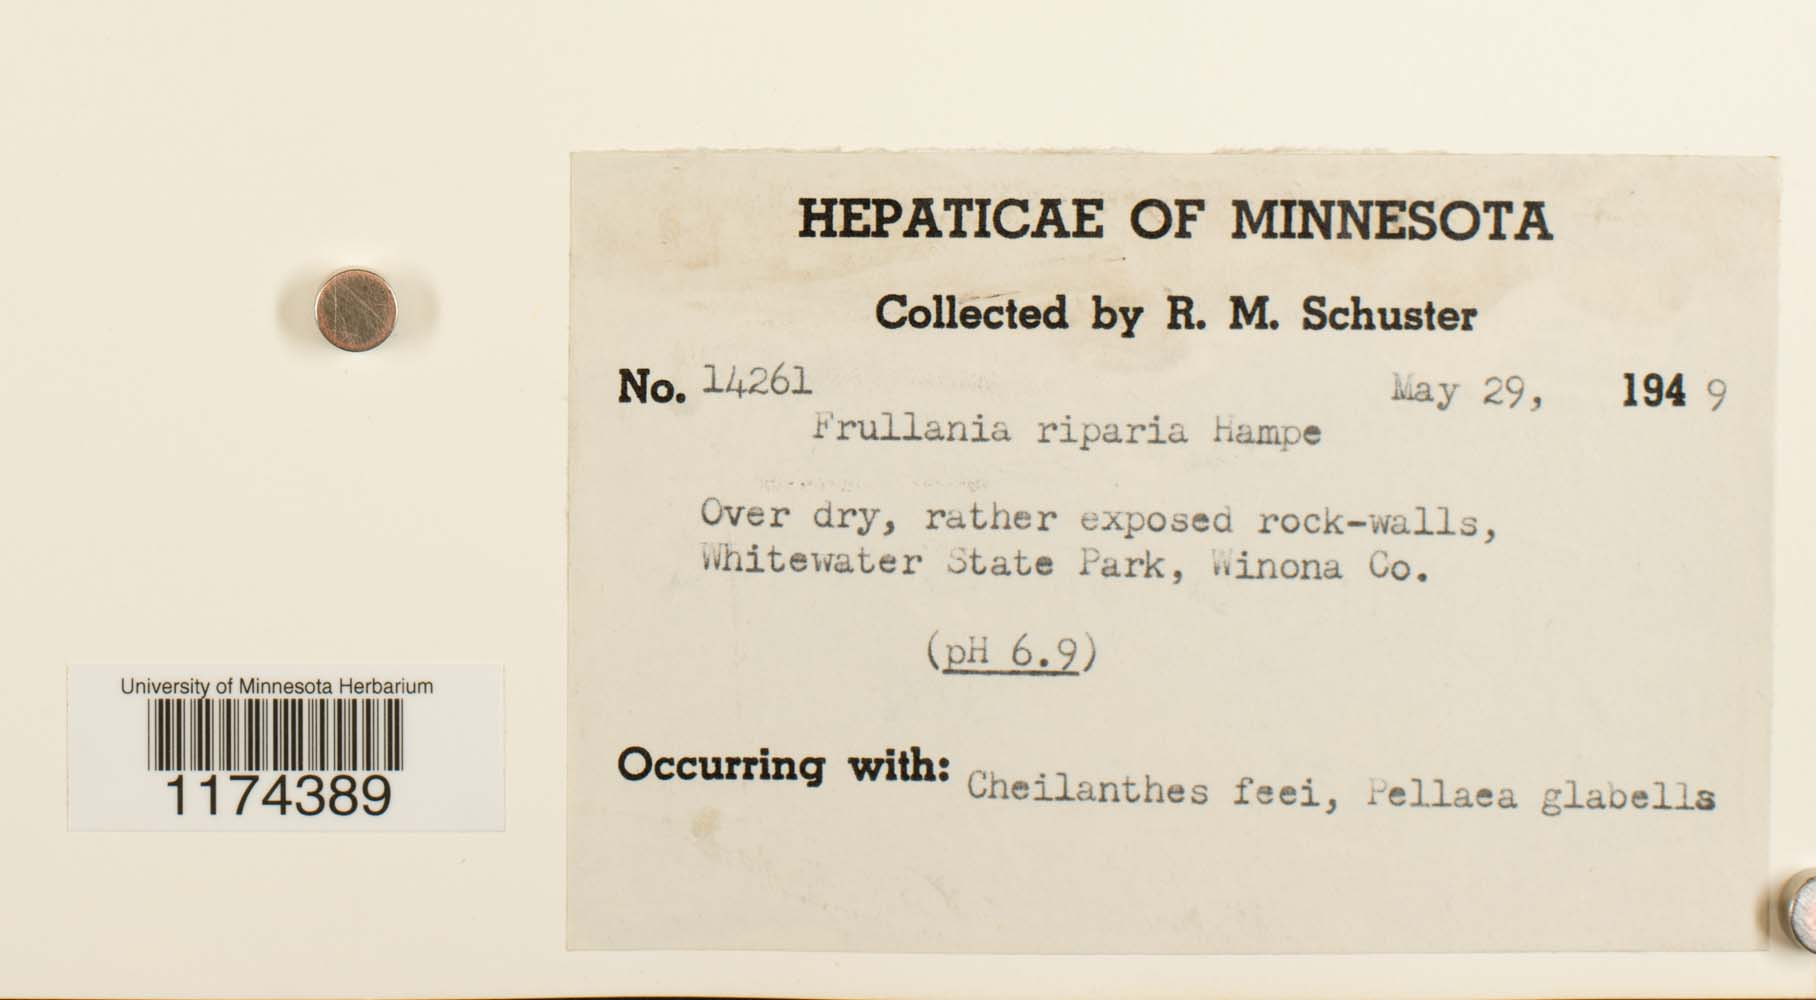 HEPATICAE OF MINNESOTA
Collected by R. M. Schuster
No. 14261 May 29, 1949
Frullania riparia Hampe
Over dry, rather exposed rock-walls,
Whitewater State Park, Winona Co.
(pH 6.9)
Occurring with: Cheilanthes feei, Pellaea glabells
University of Minnesota Herbarium
1174389